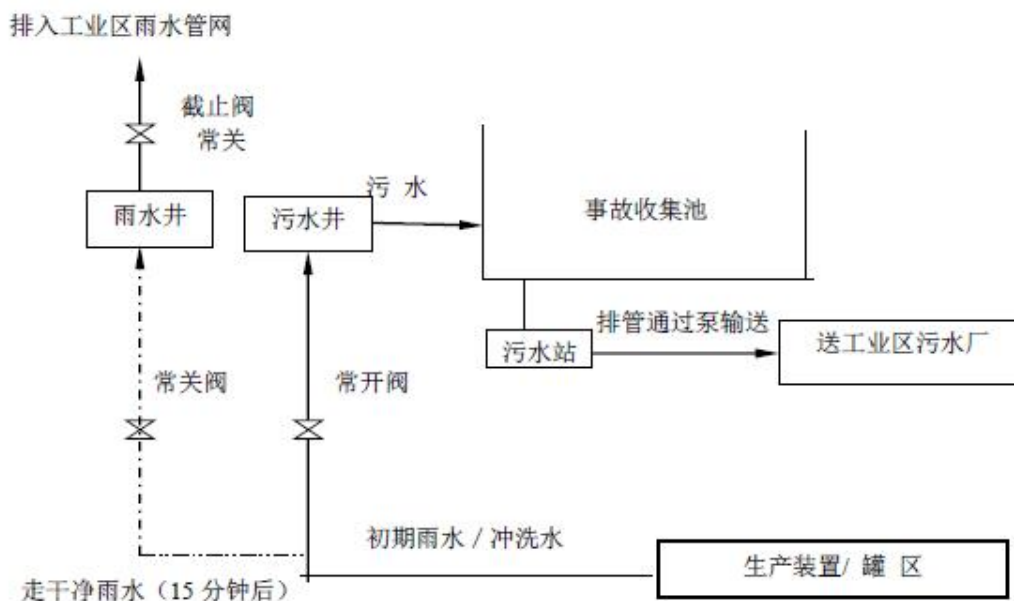 排入工业区雨水管网
截止阀
常关
雨水井
污水井
污 水
事故收集池
污水站
排管通过泵输送
送工业区污水厂
常关阀
常开阀
初期雨水 / 冲洗水
生产装置/ 罐 区
走干净雨水（15 分钟后）